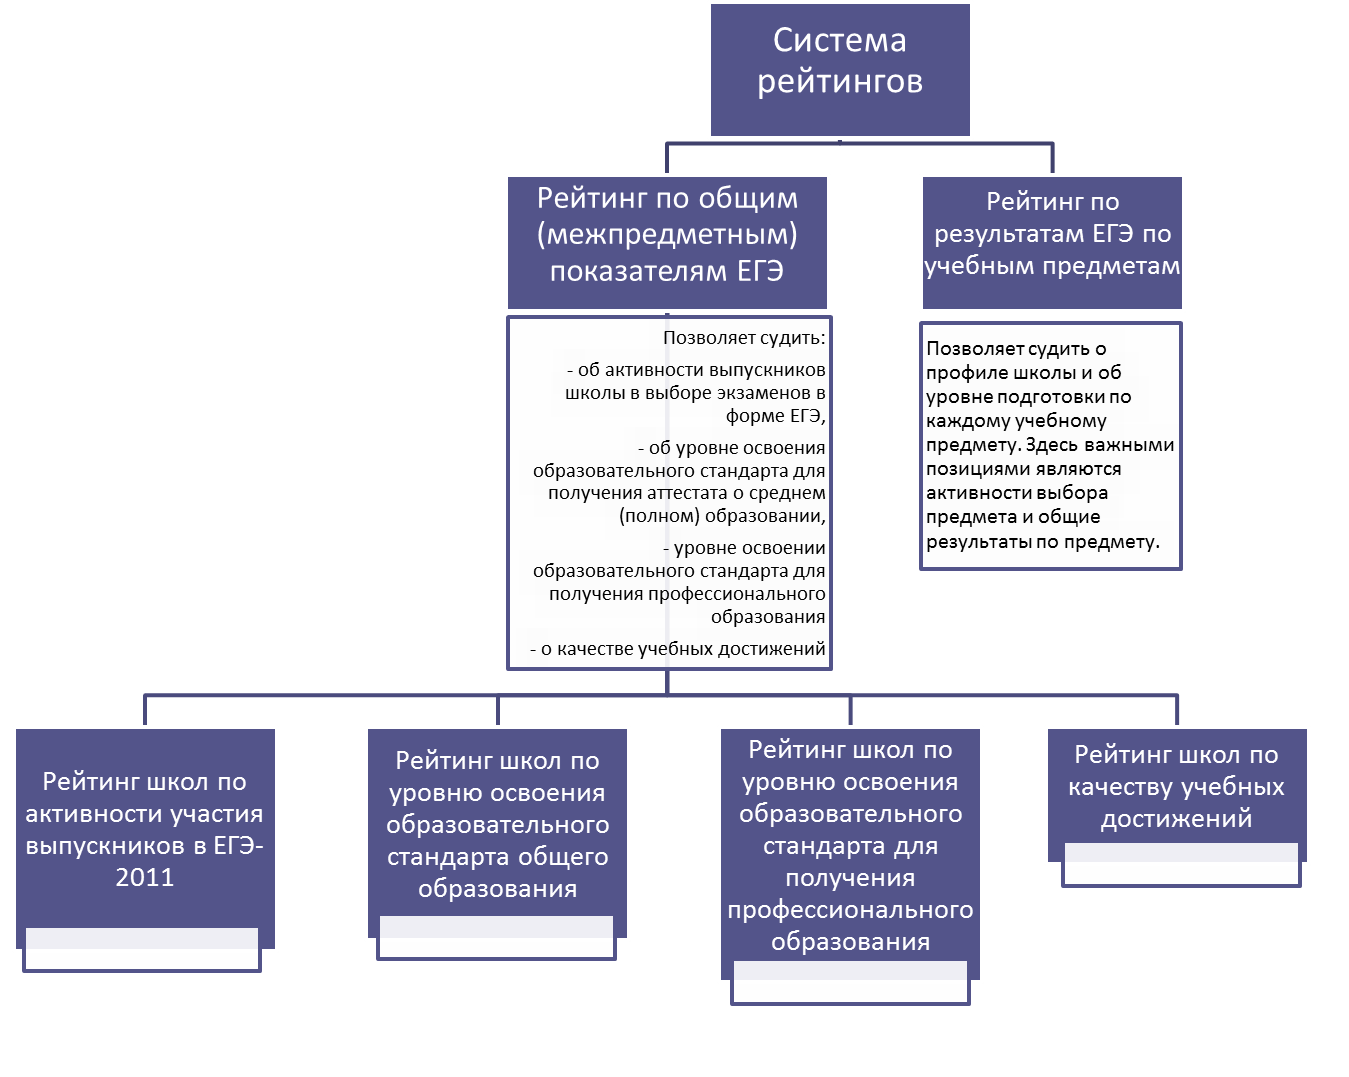 Система
рейтингов
Рейтинг по общим
(межпредметным)
показателям ЕГЭ
Рейтинг по
результатам ЕГЭ по
учебным предметам
Позволяет судить:
- об активности выпускников
школы в выборе экзаменов в
форме ЕГЭ,
- об уровне освоения
образовательного стандарта для
получения аттестата о среднем
(полном) образовании,
- уровне освоении
образовательного стандарта для
получения профессионального
образования
- о качестве учебных достижений
Позволяет судить о
профиле школы и об
уровне подготовки по
каждому учебному
предмету. Здесь важными
позициями являются
активности выбора
предмета и общие
результаты по предмету.
Рейтинг школ по
активности участия
выпускников в ЕГЭ-
2011
Рейтинг школ по
уровню освоения
образовательного
стандарта общего
образования
Рейтинг школ по
уровню освоения
образовательного
стандарта для
получения
профессионального
образования
Рейтинг школ по
качеству учебных
достижений